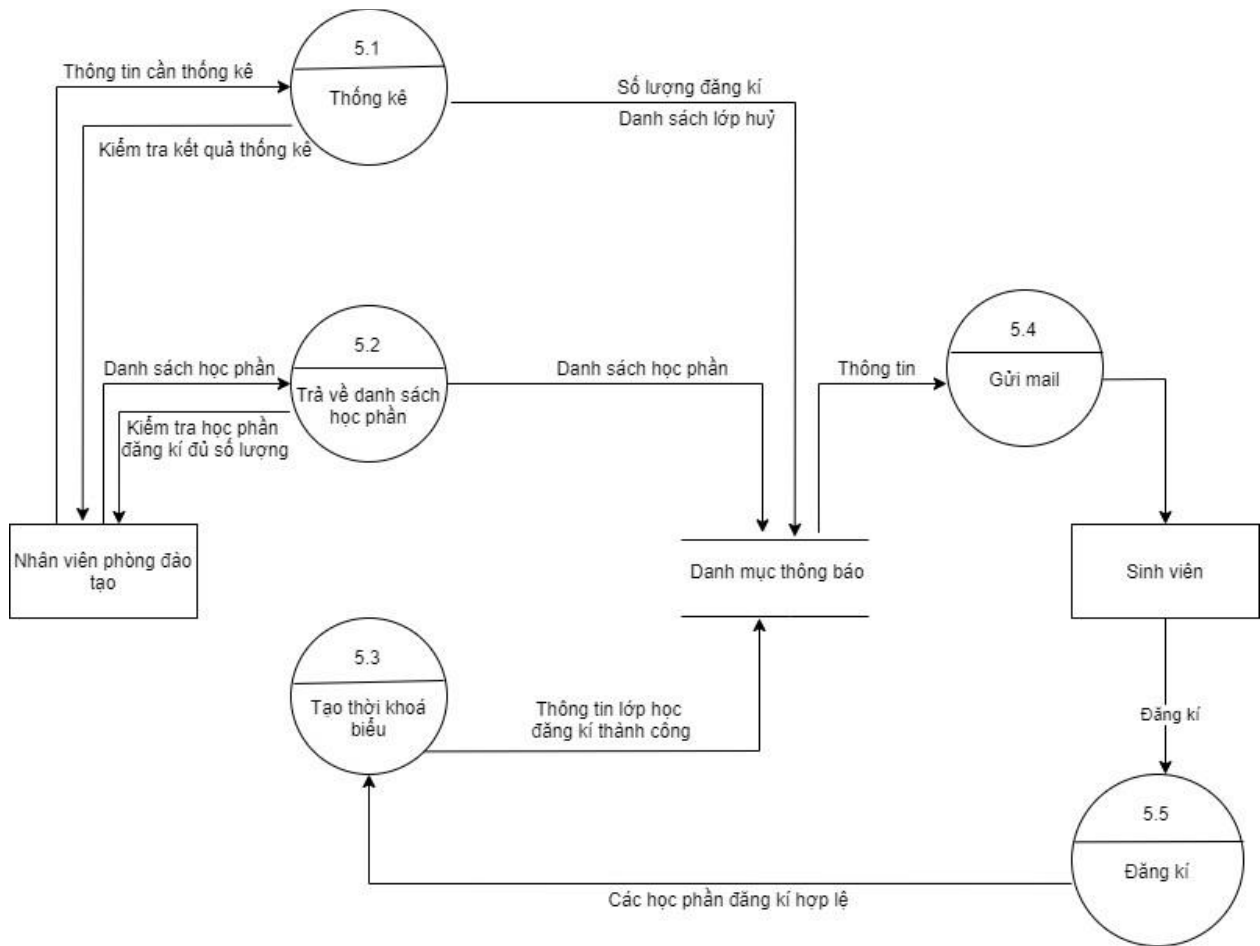 5.1
Thông tin cần thống kê
Thống kê
Số lượng đăng kí
Danh sách lớp huỷ
Kiểm tra kết quả thống kê
5.2
5.4
Danh sách học phần
Danh sách học phần
Thông tin
Gửi mail
Trả về danh sách
học phần
Kiểm tra học phần
đăng kí đủ số lượng
Nhân viên phòng đào
tạo
Danh mục thông báo
Sinh viên
5.3
Tạo thời khoá
biểu
Thông tin lớp học
đăng kí thành công
Đăng kí
5.5
Đăng kí
Các học phần đăng kí hợp lệ